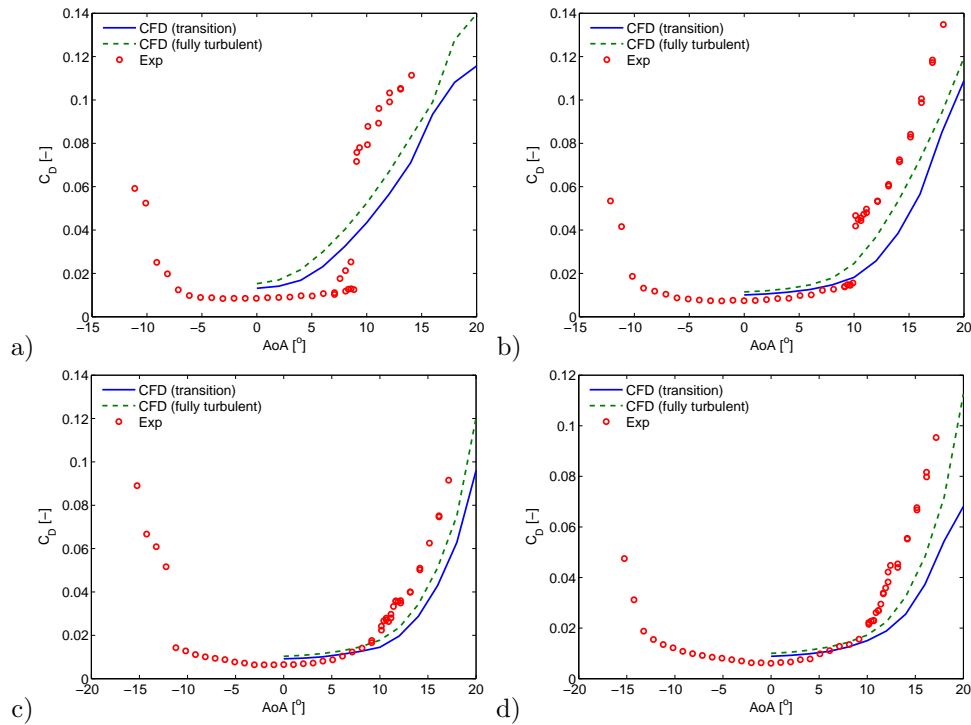 0.14
0.12
0.1
0.08
0.06
0.04
0.02
0
C_D [-]
−15
−10
−5
0
5
10
15
20
AoA [°]
CFD (transition)
CFD (fully turbulent)
Exp
a)
0.14
0.12
0.1
0.08
0.06
0.04
0.02
0
C_D [-]
−15
−10
−5
0
5
10
15
20
AoA [°]
CFD (transition)
CFD (fully turbulent)
Exp
b)
0.14
0.12
0.1
0.08
0.06
0.04
0.02
0
C_D [-]
−20
−15
−10
−5
0
5
10
15
20
AoA [°]
CFD (transition)
CFD (fully turbulent)
Exp
c)
0.12
0.1
0.08
0.06
0.04
0.02
0
C_D [-]
−20
−15
−10
−5
0
5
10
15
20
AoA [°]
CFD (transition)
CFD (fully turbulent)
Exp
d)